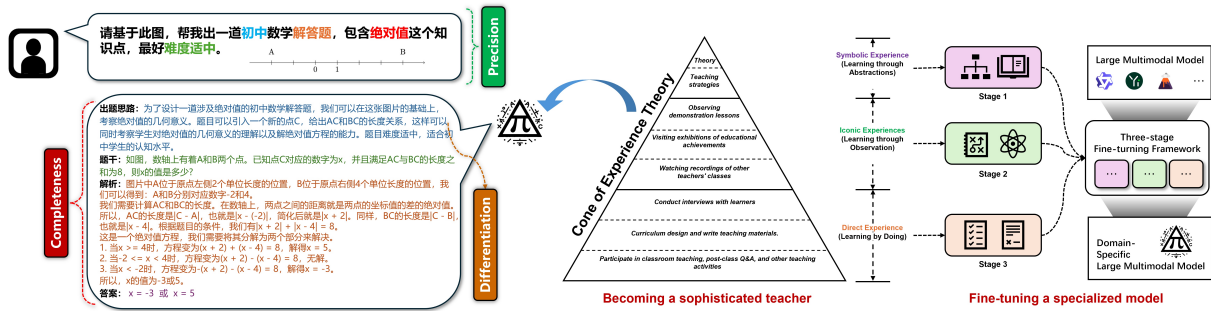 请基于此图，帮我出一道初中数学解答题，包含绝对值这个知
识点，最好难度适中。
A B
0 1
Precision
出题思路：为了设计一道涉及绝对值的初中数学解答题，我们可以在这张图片的基础上，
考察绝对值的几何意义。题目可以引入一个新的点C，给出AC和BC的长度关系，这样可以
同时考察学生对绝对值的几何意义的理解以及解绝对值方程的能力。题目难度适中，适合初
中学生的认知水平。
题干：如图，数轴上有着A和B两个点。已知点C对应的数字为x，并且满足AC与BC的长度之
和为8，则x的值是多少？
解析：图片中A位于原点左侧2个单位长度的位置，B位于原点右侧4个单位长度的位置，我
们可以得到：A和B分别对应数字-2和4。
我们需要计算AC和BC的长度。在数轴上，两点之间的距离就是两点的坐标值的差的绝对值。
所以，AC的长度是|C - A|，也就是|x - (-2)|，简化后就是|x + 2|。同样，BC的长度是|C - B|，
也就是|x - 4|。根据题目的条件，我们有|x + 2| + |x - 4| = 8。
这是一个绝对值方程，我们需要将其分解为两个部分来解决。
1. 当x >= 4时，方程变为(x + 2) + (x - 4) = 8，解得x = 5。
2. 当-2 <= x < 4时，方程变为(x + 2) - (x - 4) = 8，无解。
3. 当x < -2时，方程变为-(x + 2) - (x - 4) = 8，解得x = -3。
所以，x的值为-3或5。
答案： x = -3 或 x = 5
Completeness
Differentiation
π
Cone of Experience Theory
Theory
Teaching
strategies
Observing
demonstration lessons
Visiting exhibitions of educational
achievements
Watching recordings of other
teachers' classes
Conduct interviews with learners
Curriculum design and write teaching materials.
Participate in classroom teaching, post-class Q&A, and other teaching
activities
Becoming a sophisticated teacher
Symbolic Experience
(Learning through
Abstractions)
Iconic Experiences
(Learning through
Observation)
Direct Experience
(Learning by Doing)
Stage 1
Stage 2
Stage 3
Large Multimodal Model
...
Three-stage
Fine-turning Framework
... ... ...
Domain-
Specific
Large Multimodal Model
π
Fine-tuning a specialized model